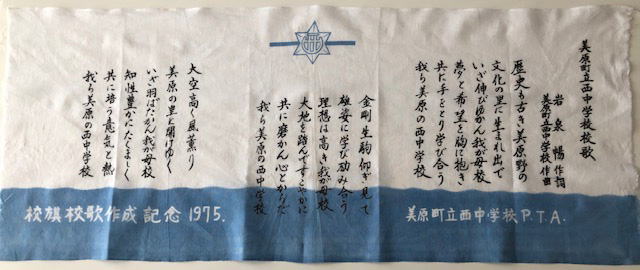 美原町立西中学校校歌
岩泉暢 作詞
美原町立西中学校 作曲
歴史も古き美原野の
文化の里に生まれ出で
いざ伸びゆかん我が母校
夢と希望を胸に抱き
共に手をとり学び合う
我ら美原の西中学校
金剛生駒仰ぎ見て
雄姿に学び励み合う
理想は高き我が母校
大地を踏んですこやかに
共に磨かん心とからだ
我ら美原の西中学校
大空高く風薫り
美原の里と開けゆく
いざ羽ばたかん我が母校
知性豊かにたくましく
共に培う意気と熱
我ら美原の西中学校
美原町立西中学校P.T.A.
校旗校歌作成記念1975.